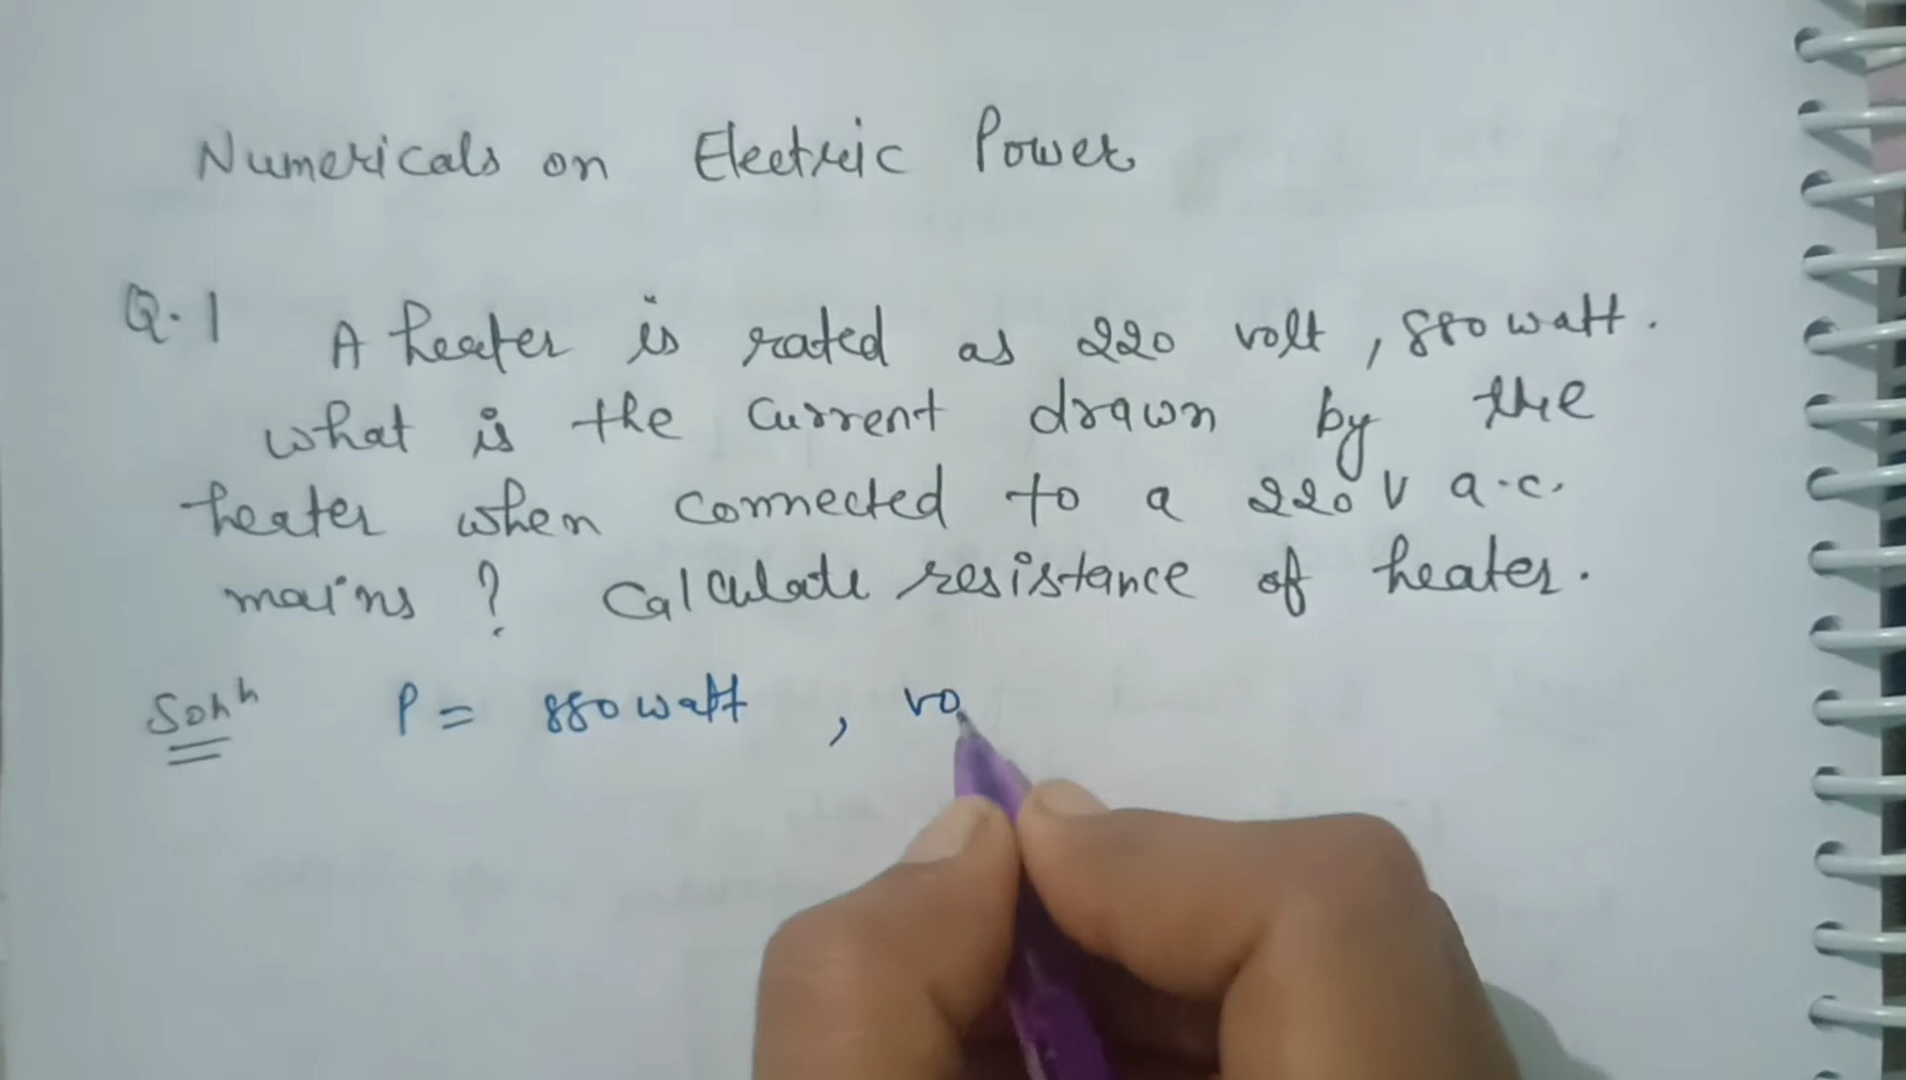 Numericals on Electric Power
Q.1 A heater is rated as 220 volt, 880 watt.
what is the current drawn by the
heater when connected to a 220 V a.c.
mains? Calculate resistance of heater.
Solⁿ P = 880 watt, vo